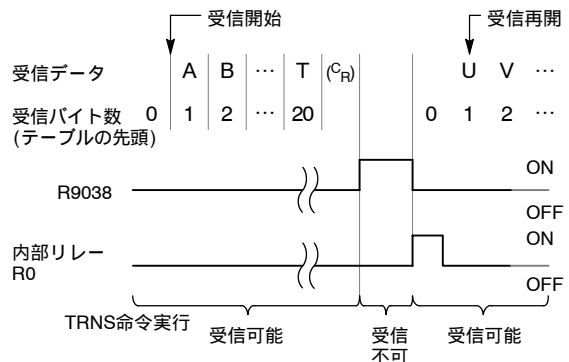 受信開始 受信再開
受信データ A B … T (CR) U V …
受信バイト数 0 1 2 … 20 0 1 2 …
(テーブルの先頭)
R9038 ON
OFF
内部リレー ON
R0
OFF
TRNS命令実行 受信可能 受信 受信可能
不可